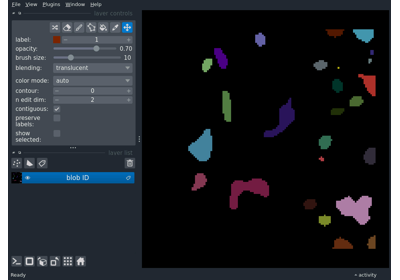 File View Plugins Window Help
layer controls
label: 1
opacity: 0.70
brush size: 10
blending: translucent
color mode: auto
contour: 0
n edit dim: 2
contiguous:
preserve
labels:
show
selected:
layer list
blob ID
Ready
activity